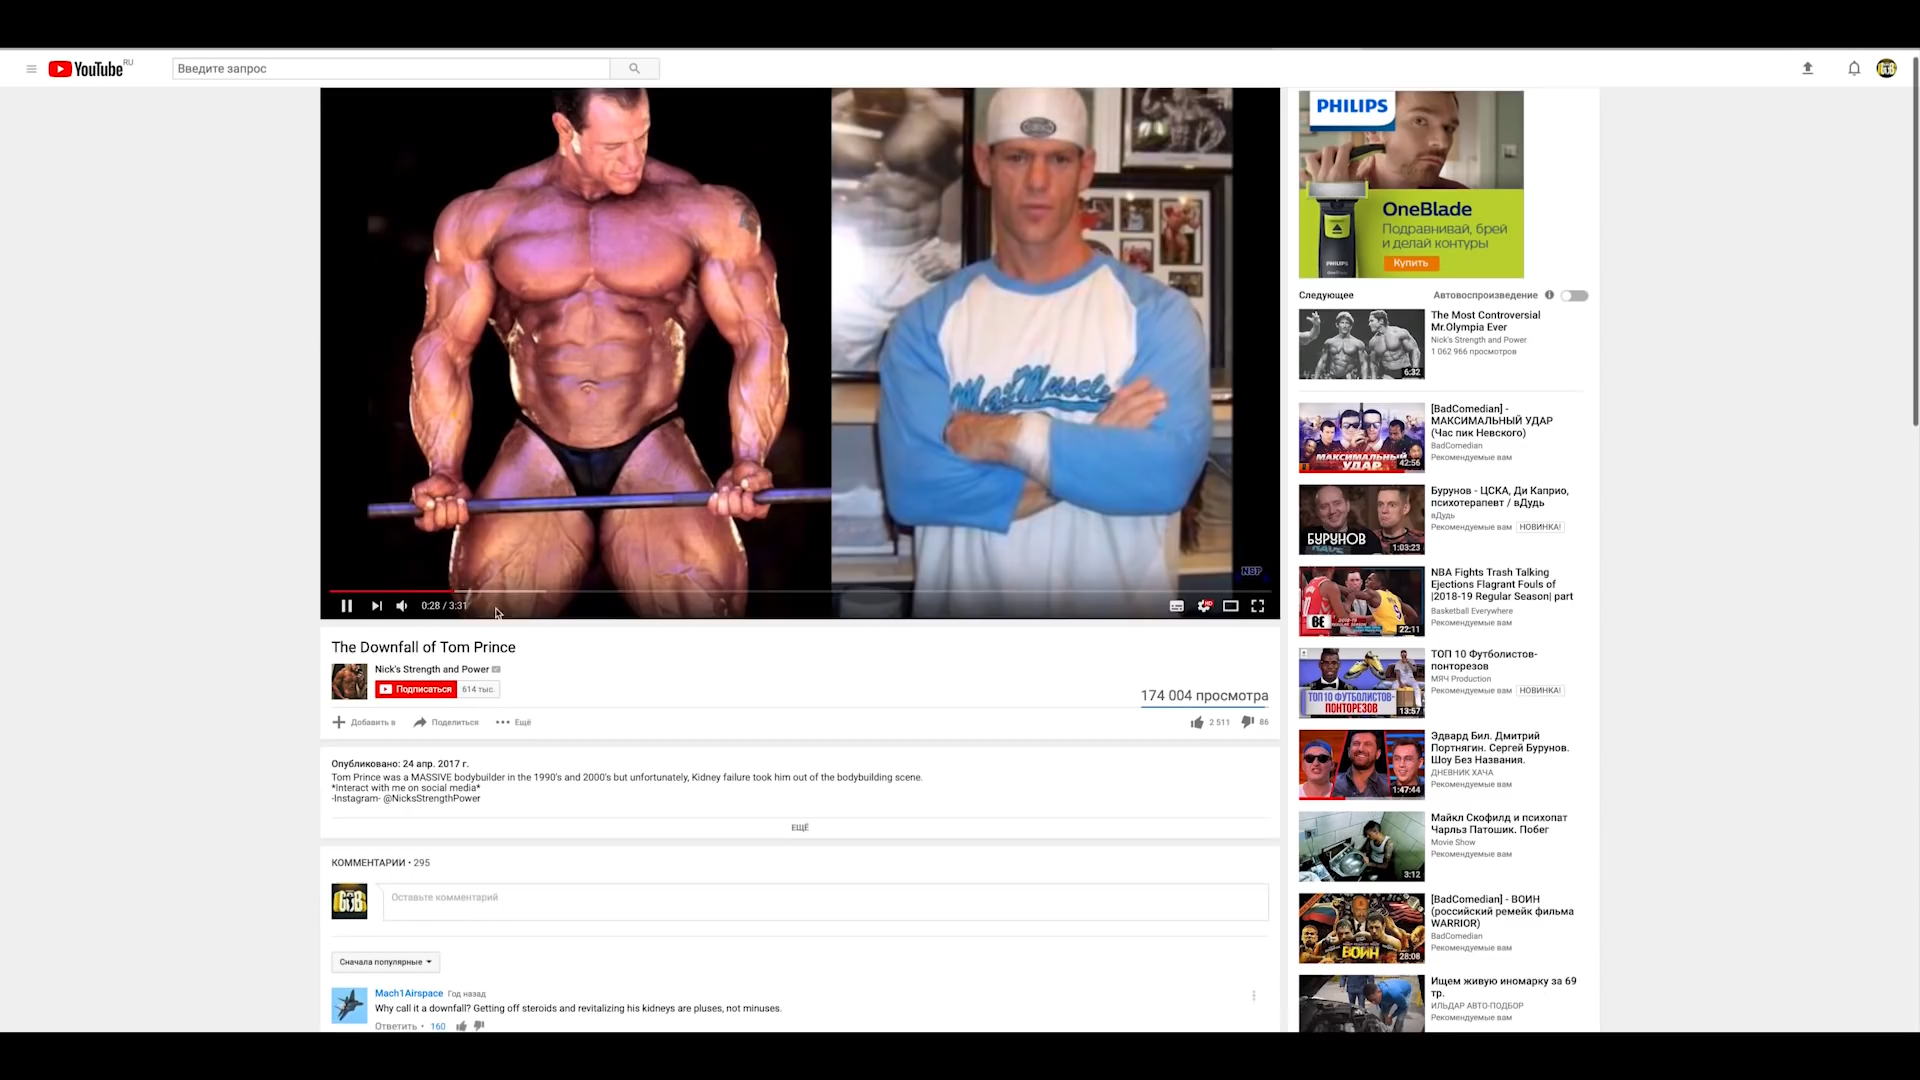 YouTube RU
Введите запрос
MaxMuscle
NSP
0:28 / 3:31
HD
The Downfall of Tom Prince
Nick's Strength and Power
Подписаться 614 тыс.
174 004 просмотра
Добавить в Поделиться Ещё
2 511 86
Опубликовано: 24 апр. 2017 г.
Tom Prince was a MASSIVE bodybuilder in the 1990's and 2000's but unfortunately, Kidney failure took him out of the bodybuilding scene.
*Interact with me on social media*
-Instagram- @NicksStrengthPower
ЕЩЁ
КОММЕНТАРИИ • 295
Оставьте комментарий
Сначала популярные
Mach1Airspace Год назад
Why call it a downfall? Getting off steroids and revitalizing his kidneys are pluses, not minuses.
Ответить • 160
PHILIPS
OneBlade
Подравнивай, брей
и делай контуры
Купить
PHILIPS
Следующее Автовоспроизведение
The Most Controversial
Mr.Olympia Ever
Nick's Strength and Power
1 062 966 просмотров
6:32
[BadComedian] -
МАКСИМАЛЬНЫЙ УДАР
(Час пик Невского)
BadComedian
Рекомендуемые вам
МАКСИМАЛЬНЫЙ
УДАР
42:56
Бурунов - ЦСКА, Ди Каприо,
психотерапевт / вДудь
вДудь
Рекомендуемые вам НОВИНКА!
БУРУНОВ
1:03:23
NBA Fights Trash Talking
Ejections Flagrant Fouls of
|2018-19 Regular Season| part
Basketball Everywhere
Рекомендуемые вам
BE
22:11
ТОП 10 Футболистов-
понторезов
МЯЧ Production
Рекомендуемые вам НОВИНКА!
ТОП 10 ФУТБОЛИСТОВ-
ПОНТОРЕЗОВ
13:57
Эдвард Бил. Дмитрий
Портнягин. Сергей Бурунов.
Шоу Без Названия.
ДНЕВНИК ХАЧА
Рекомендуемые вам
1:47:44
Майкл Скофилд и психопат
Чарльз Патошик. Побег
Movie Show
Рекомендуемые вам
3:12
[BadComedian] - ВОИН
(российский ремейк фильма
WARRIOR)
BadComedian
Рекомендуемые вам
ВОИН
28:08
Ищем живую иномарку за 69
тр.
ИЛЬДАР АВТО-ПОДБОР
Рекомендуемые вам